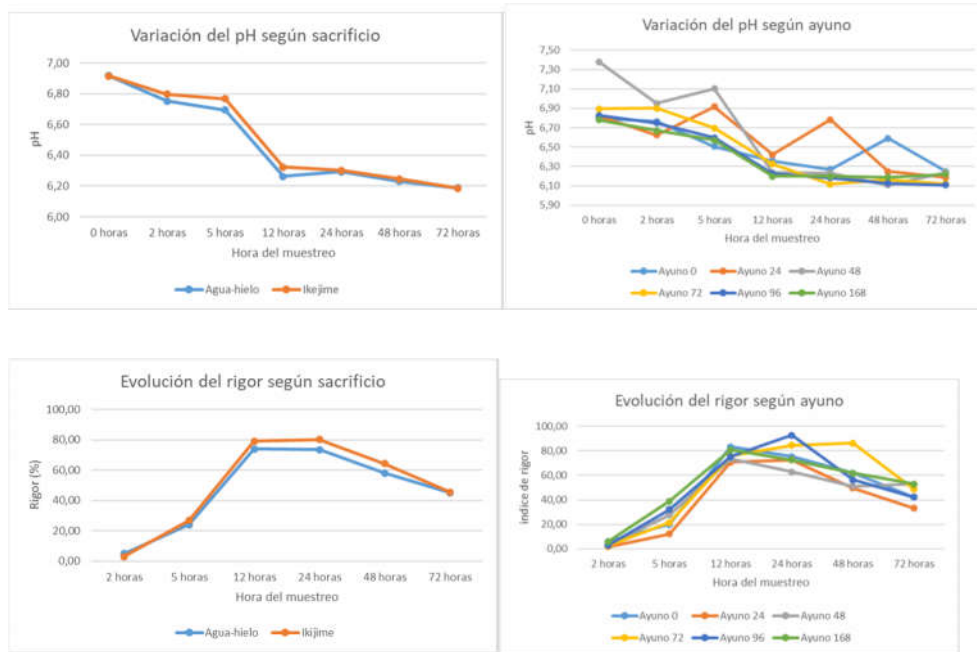 Variación del pH según sacrificio
7,00
6,80
6,60
6,40
6,20
6,00
pH
0 horas 2 horas 5 horas 12 horas 24 horas 48 horas 72 horas
Hora del muestreo
Agua-hielo Ikejime
Variación del pH según ayuno
7,50
7,30
7,10
6,90
6,70
6,50
6,30
6,10
5,90
pH
0 horas 2 horas 5 horas 12 horas 24 horas 48 horas 72 horas
Hora del muestreo
Ayuno 0 Ayuno 24 Ayuno 48
Ayuno 72 Ayuno 96 Ayuno 168
Evolución del rigor según sacrificio
100,00
80,00
60,00
40,00
20,00
0,00
Rigor (%)
2 horas 5 horas 12 horas 24 horas 48 horas 72 horas
Hora del muestreo
Agua-hielo Ikijime
Evolución del rigor según ayuno
100,00
80,00
60,00
40,00
20,00
0,00
indice de rigor
2 horas 5 horas 12 horas 24 horas 48 horas 72 horas
Hora del muestreo
Ayuno 0 Ayuno 24 Ayuno 48
Ayuno 72 Ayuno 96 Ayuno 168